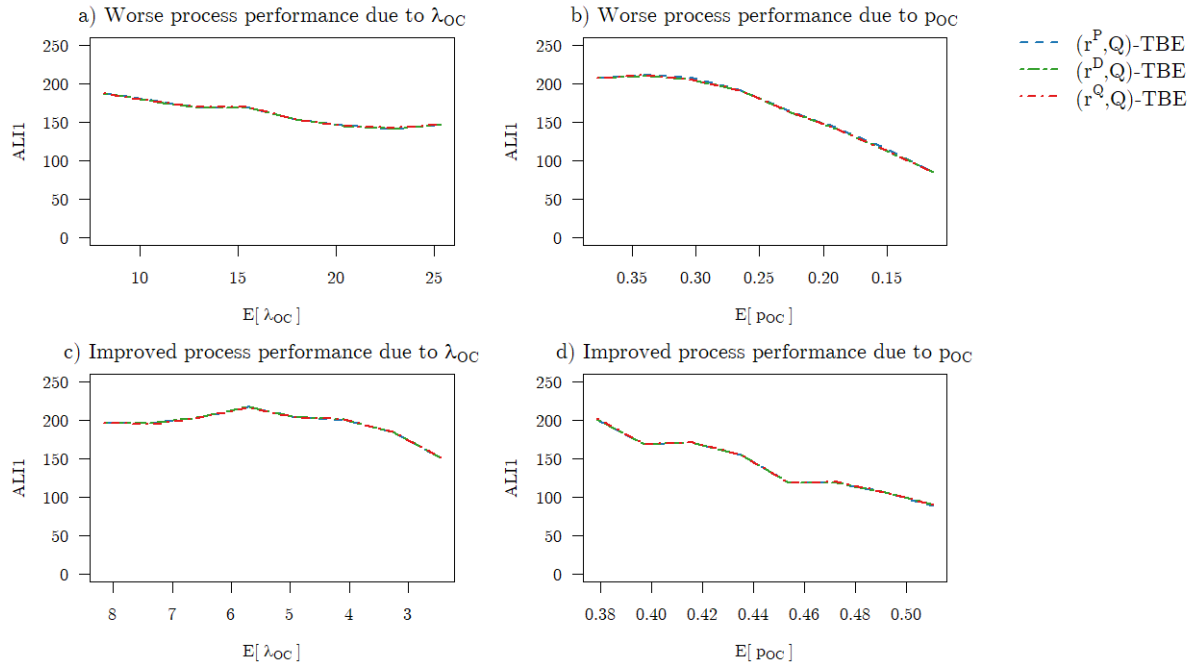 a) Worse process performance due to λOC
250
200
150
100
50
0
ALI1
10 15 20 25
E[ λOC ]
b) Worse process performance due to pOC
250
200
150
100
50
0
ALI1
0.35 0.30 0.25 0.20 0.15
E[ pOC ]
(r^P,Q)-TBE
(r^D,Q)-TBE
(r^Q,Q)-TBE
c) Improved process performance due to λOC
250
200
150
100
50
0
ALI1
8 7 6 5 4 3
E[ λOC ]
d) Improved process performance due to pOC
250
200
150
100
50
0
ALI1
0.38 0.40 0.42 0.44 0.46 0.48 0.50
E[ pOC ]